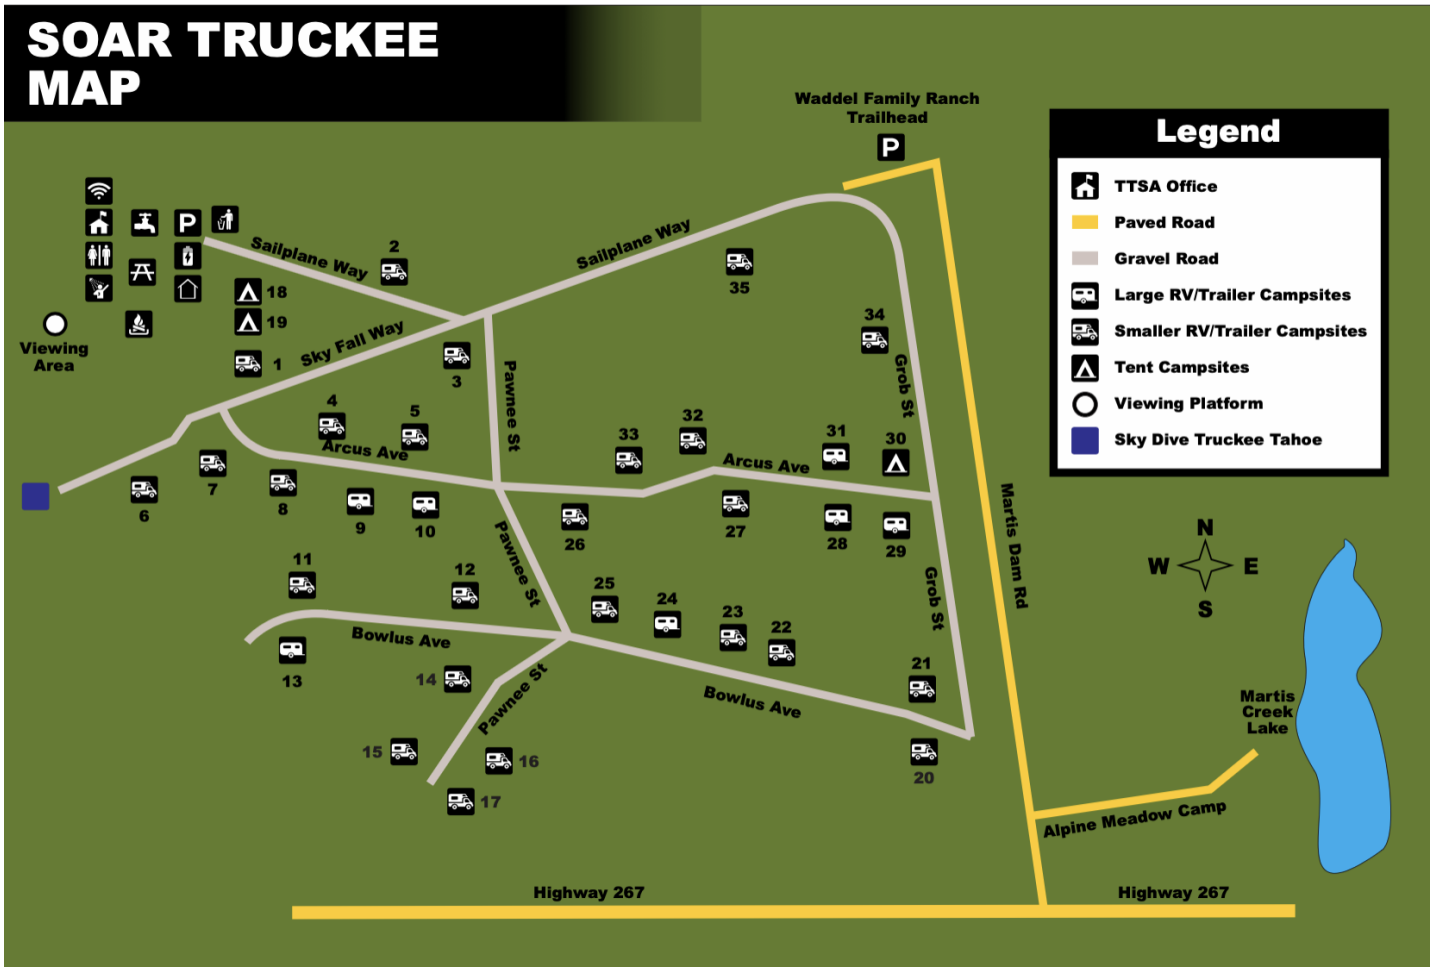 SOAR TRUCKEE
MAP
Waddel Family Ranch
Trailhead
P
Legend
TTSA Office
Paved Road
Gravel Road
Large RV/Trailer Campsites
Smaller RV/Trailer Campsites
Tent Campsites
Viewing Platform
Sky Dive Truckee Tahoe
P
Sailplane Way
2
Sailplane Way
35
18
19
1
Sky Fall Way
3
Viewing
Area
34
Grob St
Pawnee St
4
5
Arcus Ave
32
33
31
30
Arcus Ave
6
7
8
9
10
26
27
28
29
Martis Dam Rd
N
W
E
S
Pawnee St
11
12
25
24
23
22
Grob St
Bowlus Ave
13
14
Pawnee St
21
Bowlus Ave
15
16
17
20
Martis
Creek
Lake
Alpine Meadow Camp
Highway 267
Highway 267